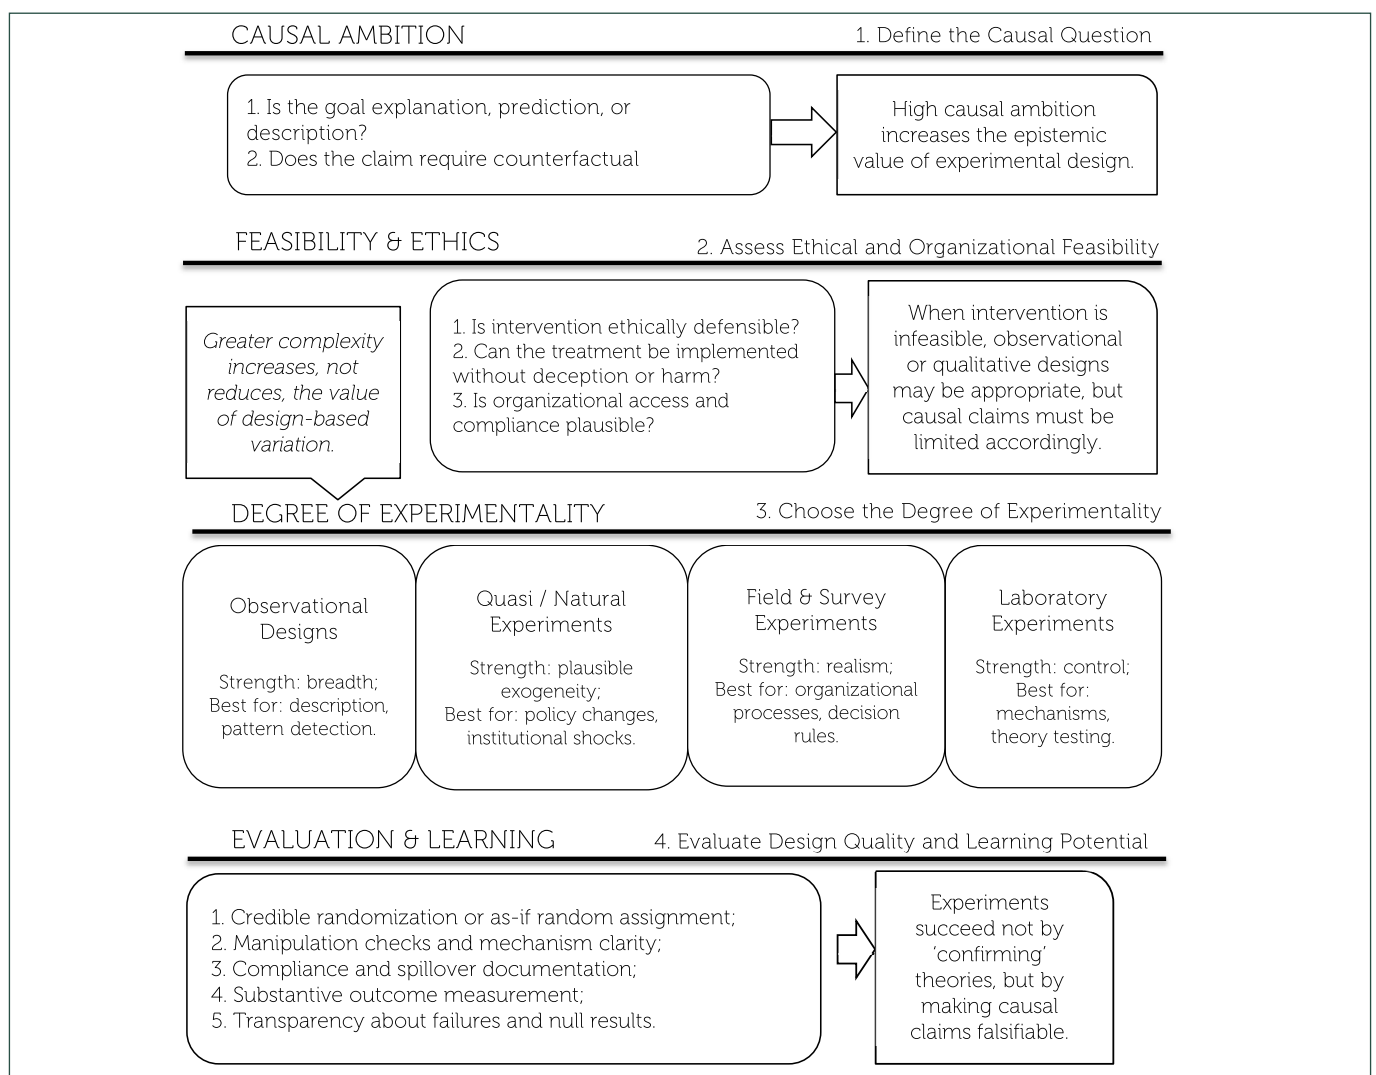 CAUSAL AMBITION
1. Define the Causal Question
1. Is the goal explanation, prediction, or
description?
2. Does the claim require counterfactual
High causal ambition
increases the epistemic
value of experimental design.
FEASIBILITY & ETHICS
2. Assess Ethical and Organizational Feasibility
Greater complexity
increases, not
reduces, the value
of design-based
variation.
1. Is intervention ethically defensible?
2. Can the treatment be implemented
without deception or harm?
3. Is organizational access and
compliance plausible?
When intervention is
infeasible, observational
or qualitative designs
may be appropriate, but
causal claims must be
limited accordingly.
DEGREE OF EXPERIMENTALITY
3. Choose the Degree of Experimentality
Observational
Designs
Strength: breadth;
Best for: description,
pattern detection.
Quasi / Natural
Experiments
Strength: plausible
exogeneity;
Best for: policy changes,
institutional shocks.
Field & Survey
Experiments
Strength: realism;
Best for: organizational
processes, decision
rules.
Laboratory
Experiments
Strength: control;
Best for:
mechanisms,
theory testing.
EVALUATION & LEARNING
4. Evaluate Design Quality and Learning Potential
1. Credible randomization or as-if random assignment;
2. Manipulation checks and mechanism clarity;
3. Compliance and spillover documentation;
4. Substantive outcome measurement;
5. Transparency about failures and null results.
Experiments
succeed not by
‘confirming’
theories, but by
making causal
claims falsifiable.